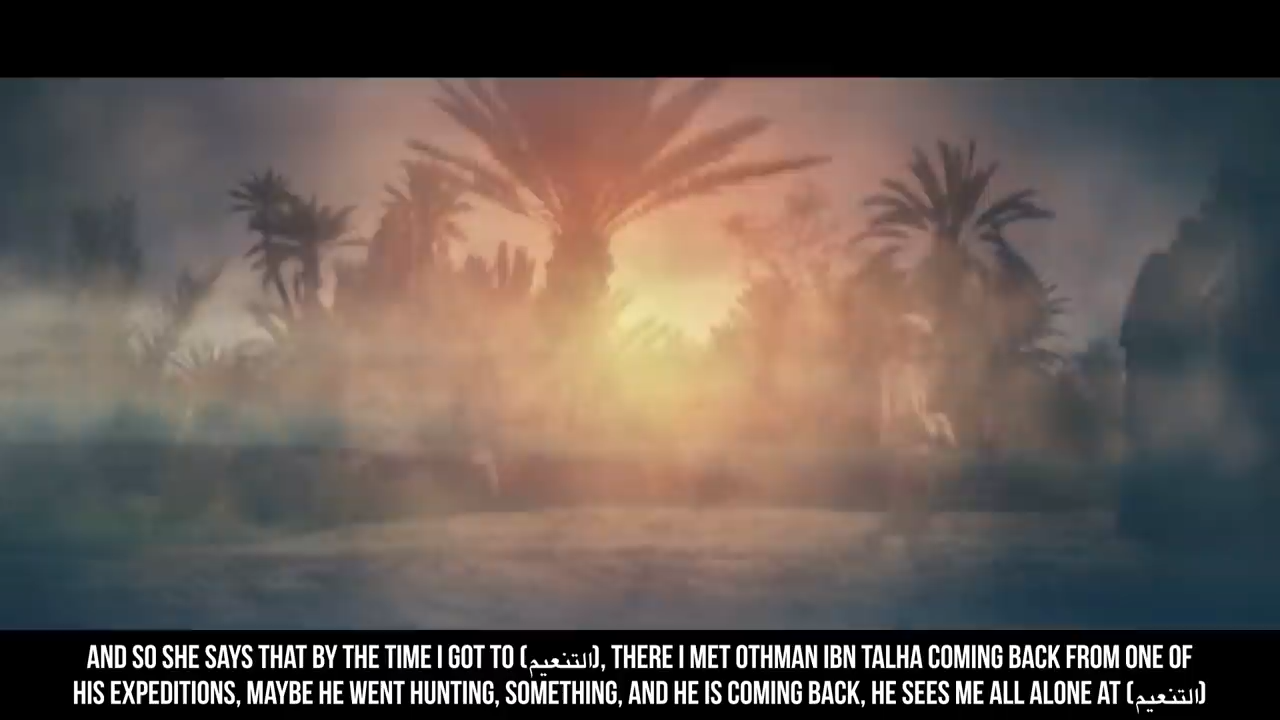 AND SO SHE SAYS THAT BY THE TIME I GOT TO (التنعيم), THERE I MET OTHMAN IBN TALHA COMING BACK FROM ONE OF
HIS EXPEDITIONS, MAYBE HE WENT HUNTING, SOMETHING, AND HE IS COMING BACK, HE SEES ME ALL ALONE AT (التنعيم)